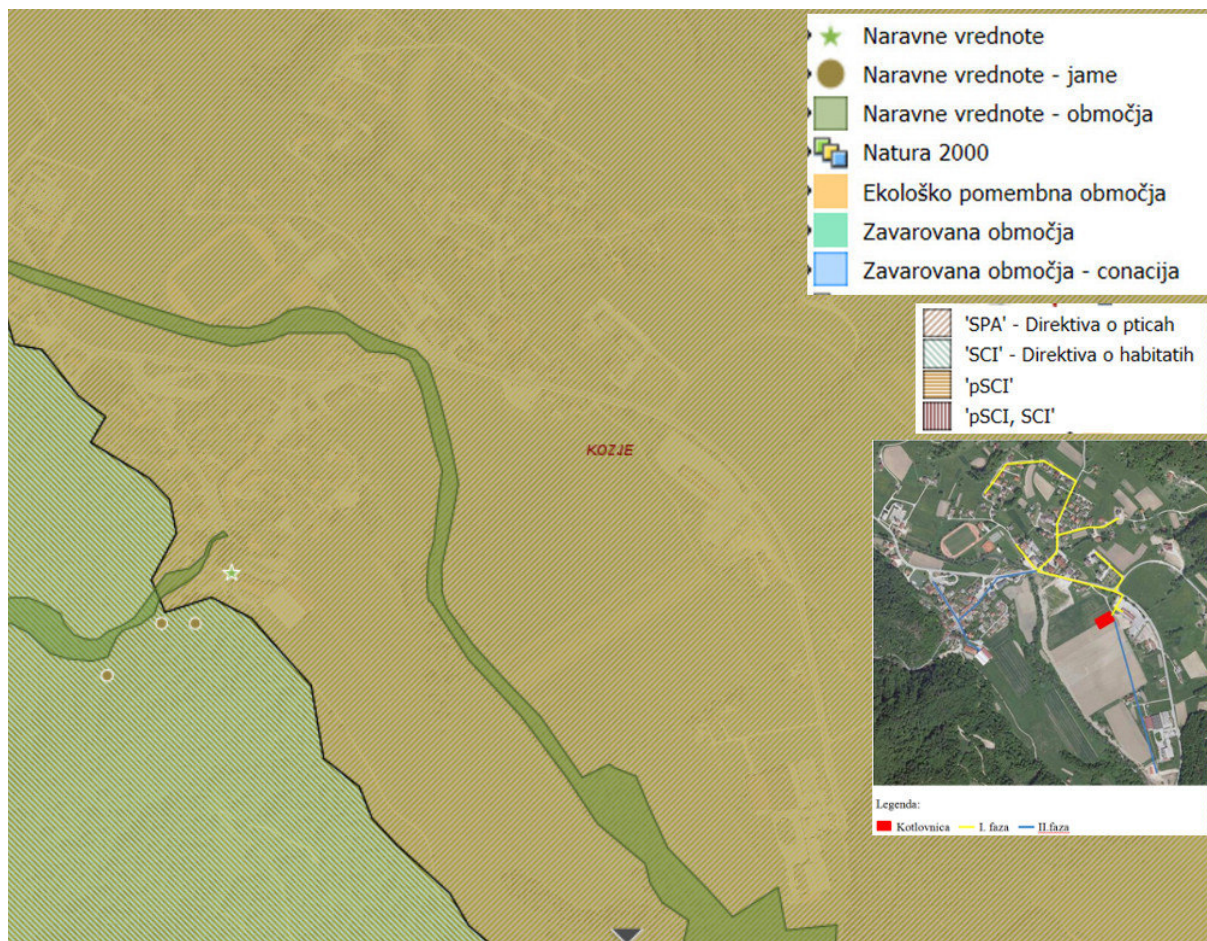 Naravne vrednote
Naravne vrednote - jame
Naravne vrednote - območja
Natura 2000
Ekološko pomembna območja
Zavarovana območja
Zavarovana območja - conacija
'SPA' - Direktiva o pticah
'SCI' - Direktiva o habitatih
'pSCI'
'pSCI, SCI'
KOZJE
Legenda:
Kotlovnica I. faza II.faza